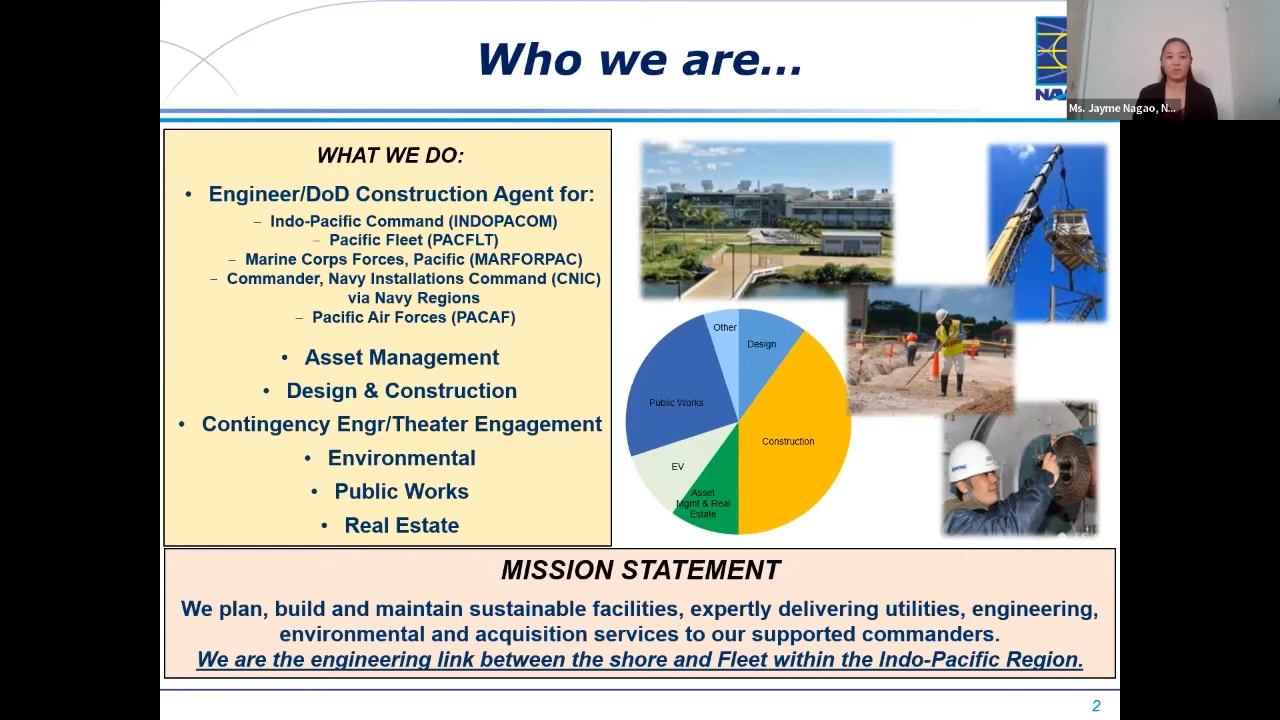 Who we are...
Ms. Jayme Nagao, N...
WHAT WE DO:
• Engineer/DoD Construction Agent for:
– Indo-Pacific Command (INDOPACOM)
– Pacific Fleet (PACFLT)
– Marine Corps Forces, Pacific (MARFORPAC)
– Commander, Navy Installations Command (CNIC)
via Navy Regions
– Pacific Air Forces (PACAF)
• Asset Management
• Design & Construction
• Contingency Engr/Theater Engagement
• Environmental
• Public Works
• Real Estate
Other
Design
Public Works
Construction
EV
Asset
Mgmt & Real
Estate
MISSION STATEMENT
We plan, build and maintain sustainable facilities, expertly delivering utilities, engineering,
environmental and acquisition services to our supported commanders.
We are the engineering link between the shore and Fleet within the Indo-Pacific Region.
2